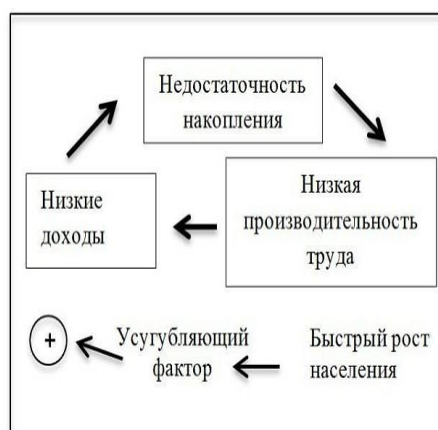 Недостаточность
накопления
Низкие
доходы
Низкая
производительность
труда
+
Усугубляющий
фактор
Быстрый рост
населения